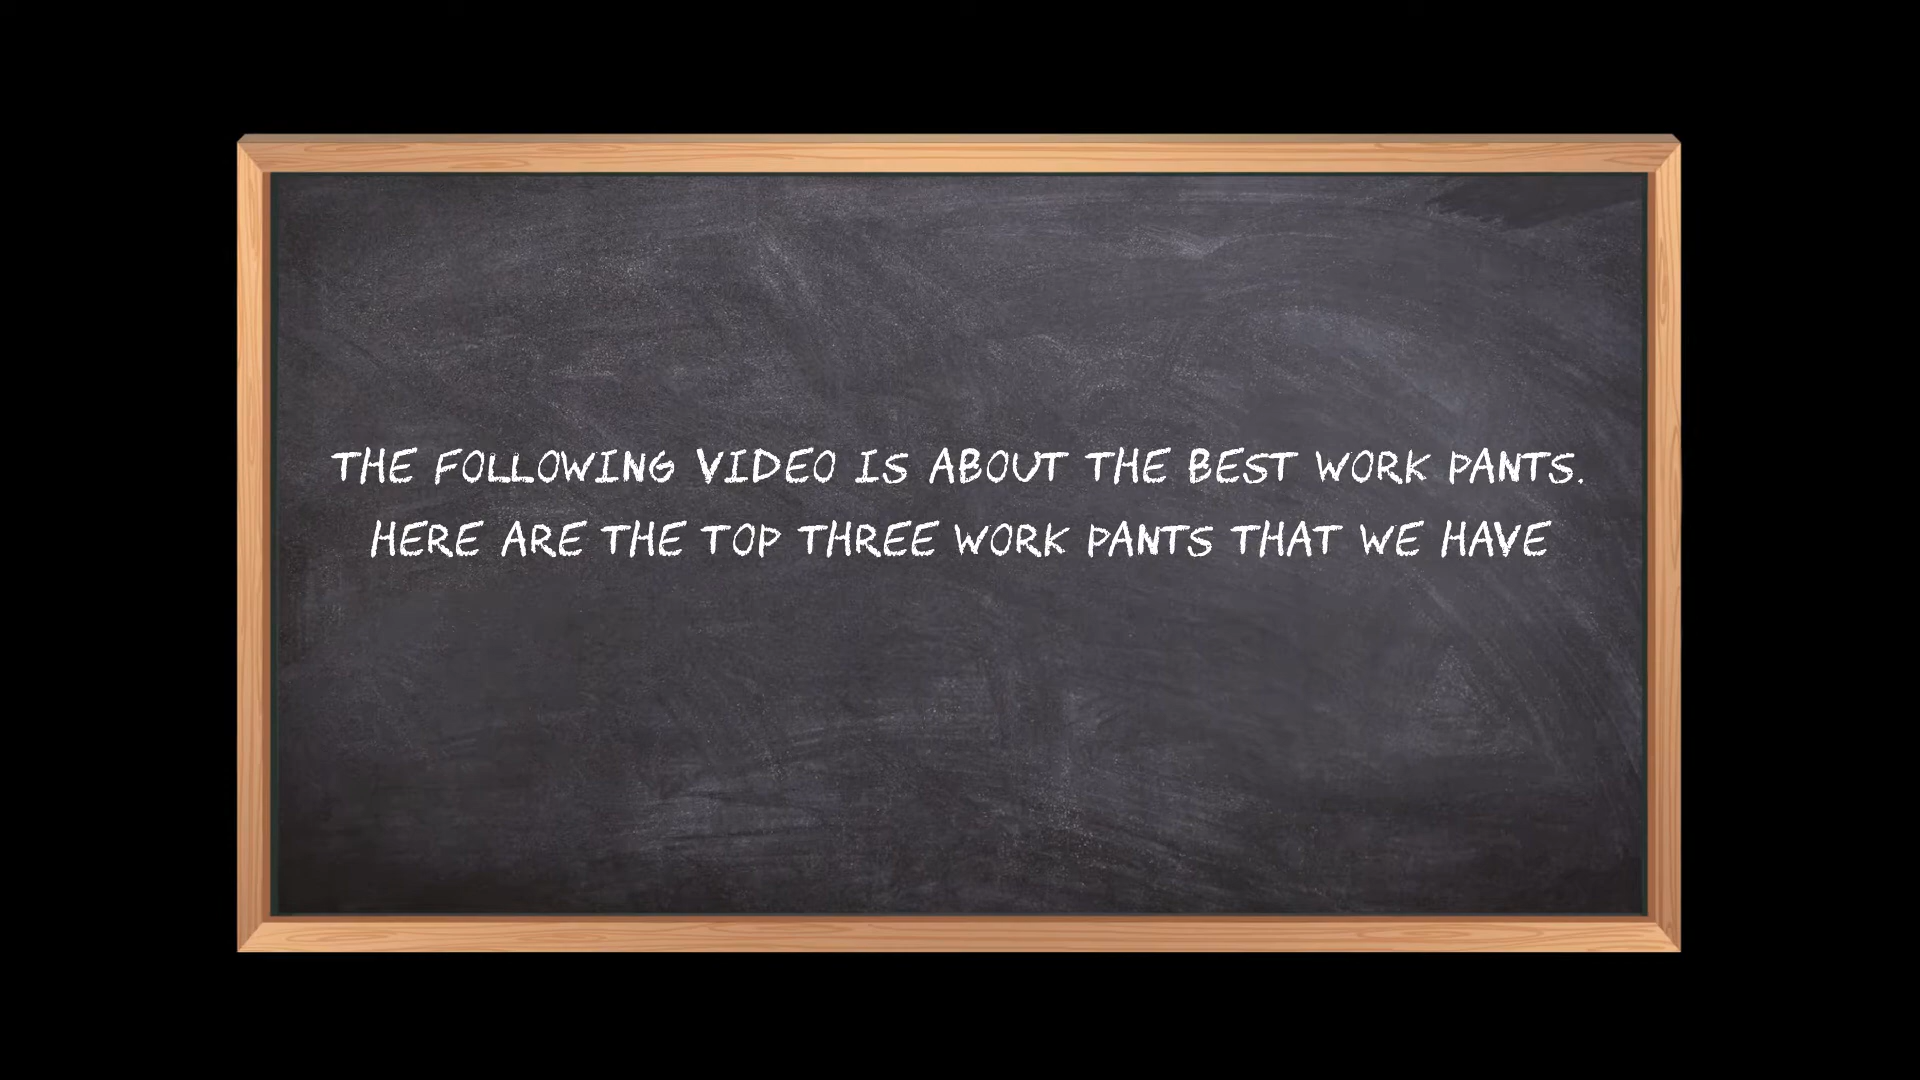 THE FOLLOWING VIDEO IS ABOUT THE BEST WORK PANTS.
HERE ARE THE TOP THREE WORK PANTS THAT WE HAVE